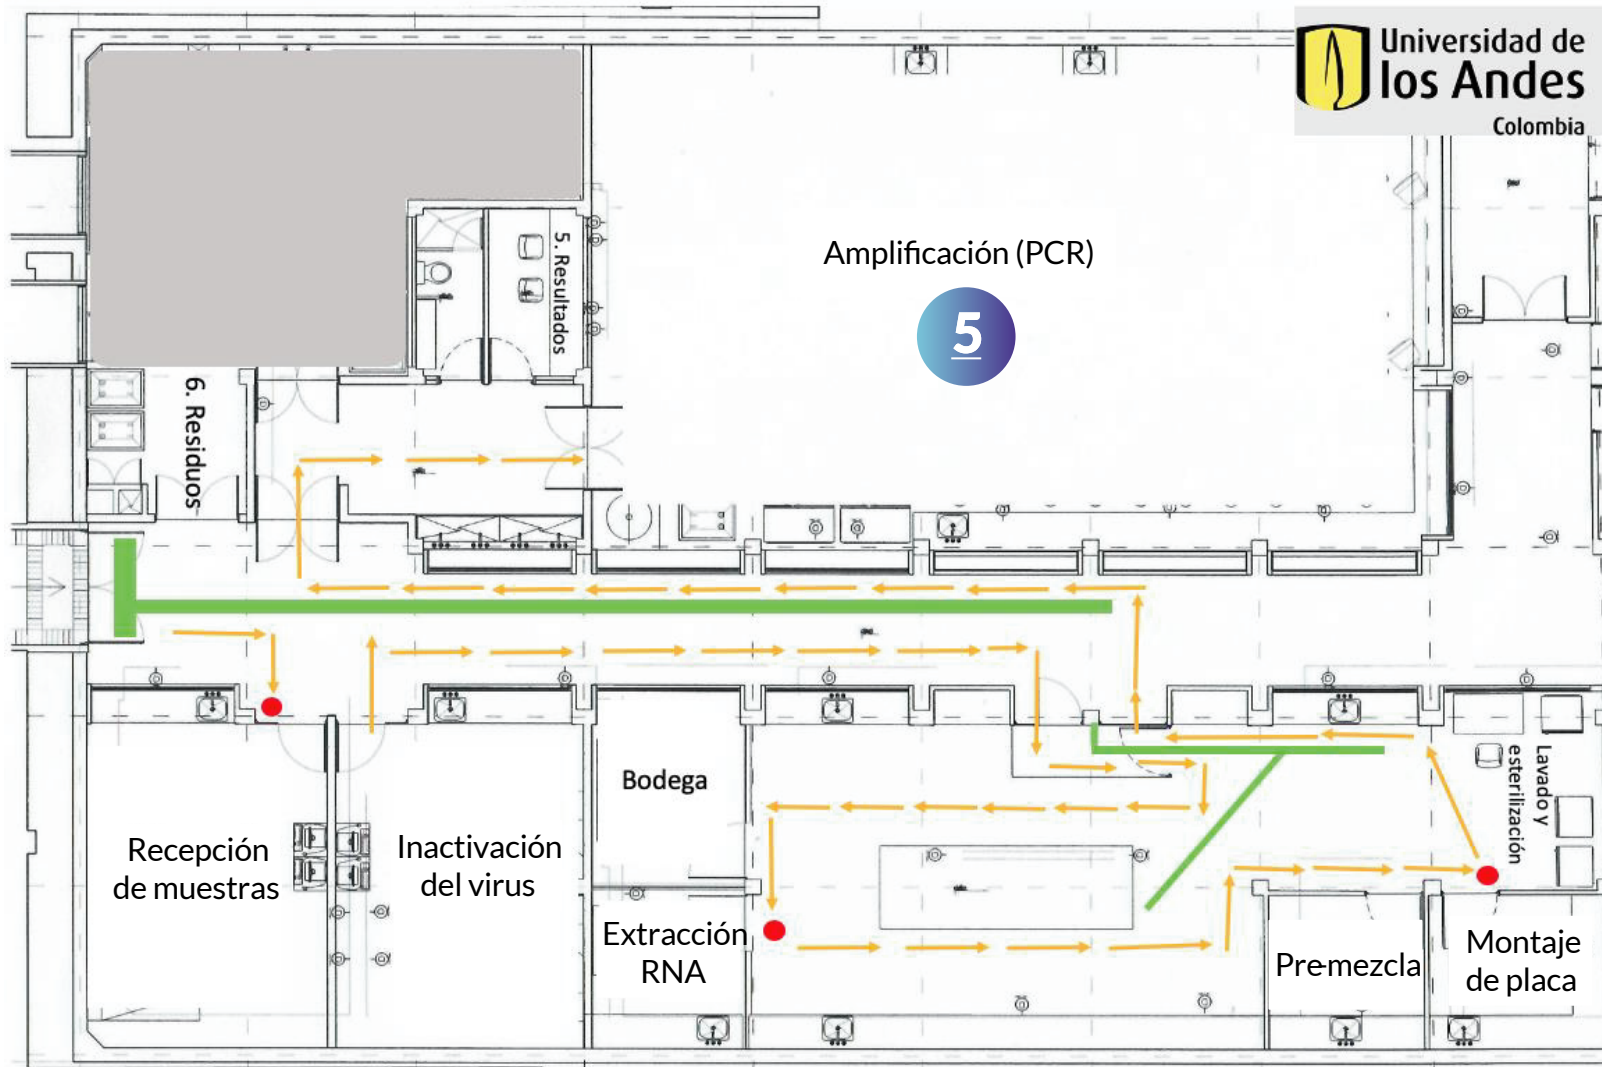 Universidad de
los Andes
Colombia
Amplificación (PCR)
5
5. Resultados
6. Residuos
Bodega
Recepción
de muestras
Inactivación
del virus
Extracción
RNA
Pre-mezcla
Montaje
de placa
Lavado y
esterilización